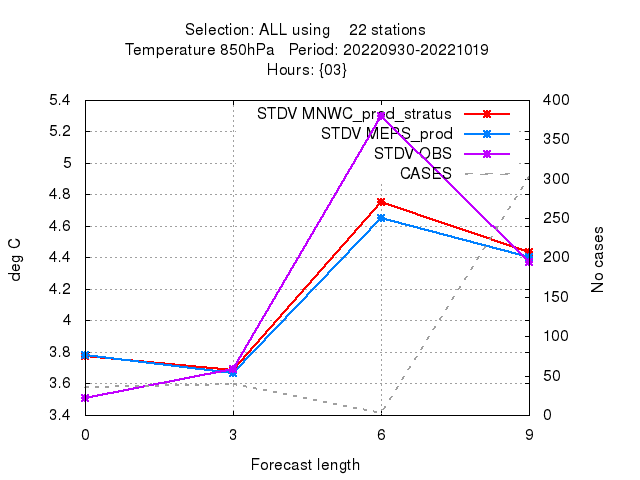 Selection: ALL using 22 stations
Temperature 850hPa Period: 20220930-20221019
Hours: {03}
5.4 400
STDV MNWC_prod_stratus
5.2 350
STDV MEPS_prod
5 300
STDV OBS
CASES
4.8 250
4.6
4.4 200
4.2 150
4 100
3.8
3.6 50
3.4 0
deg C
No cases
0 3 6 9
Forecast length